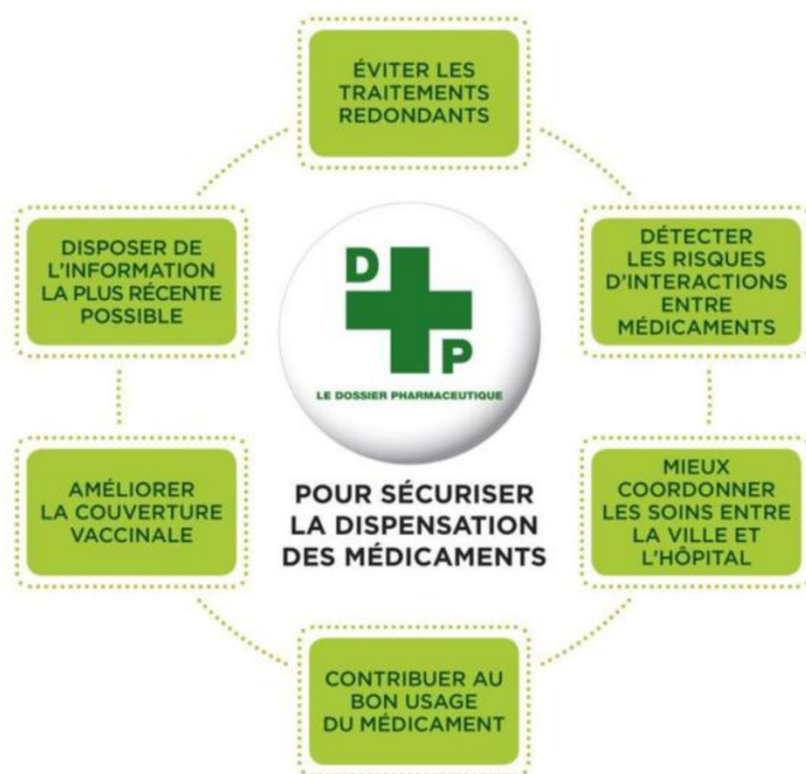 ÉVITER LES
TRAITEMENTS
REDONDANTS
DISPOSER DE
L'INFORMATION
LA PLUS RÉCENTE
POSSIBLE
D
P
LE DOSSIER PHARMACEUTIQUE
DÉTECTER
LES RISQUES
D'INTERACTIONS
ENTRE
MÉDICAMENTS
AMÉLIORER
LA COUVERTURE
VACCINALE
POUR SÉCURISER
LA DISPENSATION
DES MÉDICAMENTS
MIEUX
COORDONNER
LES SOINS ENTRE
LA VILLE ET
L'HÔPITAL
CONTRIBUER AU
BON USAGE
DU MÉDICAMENT